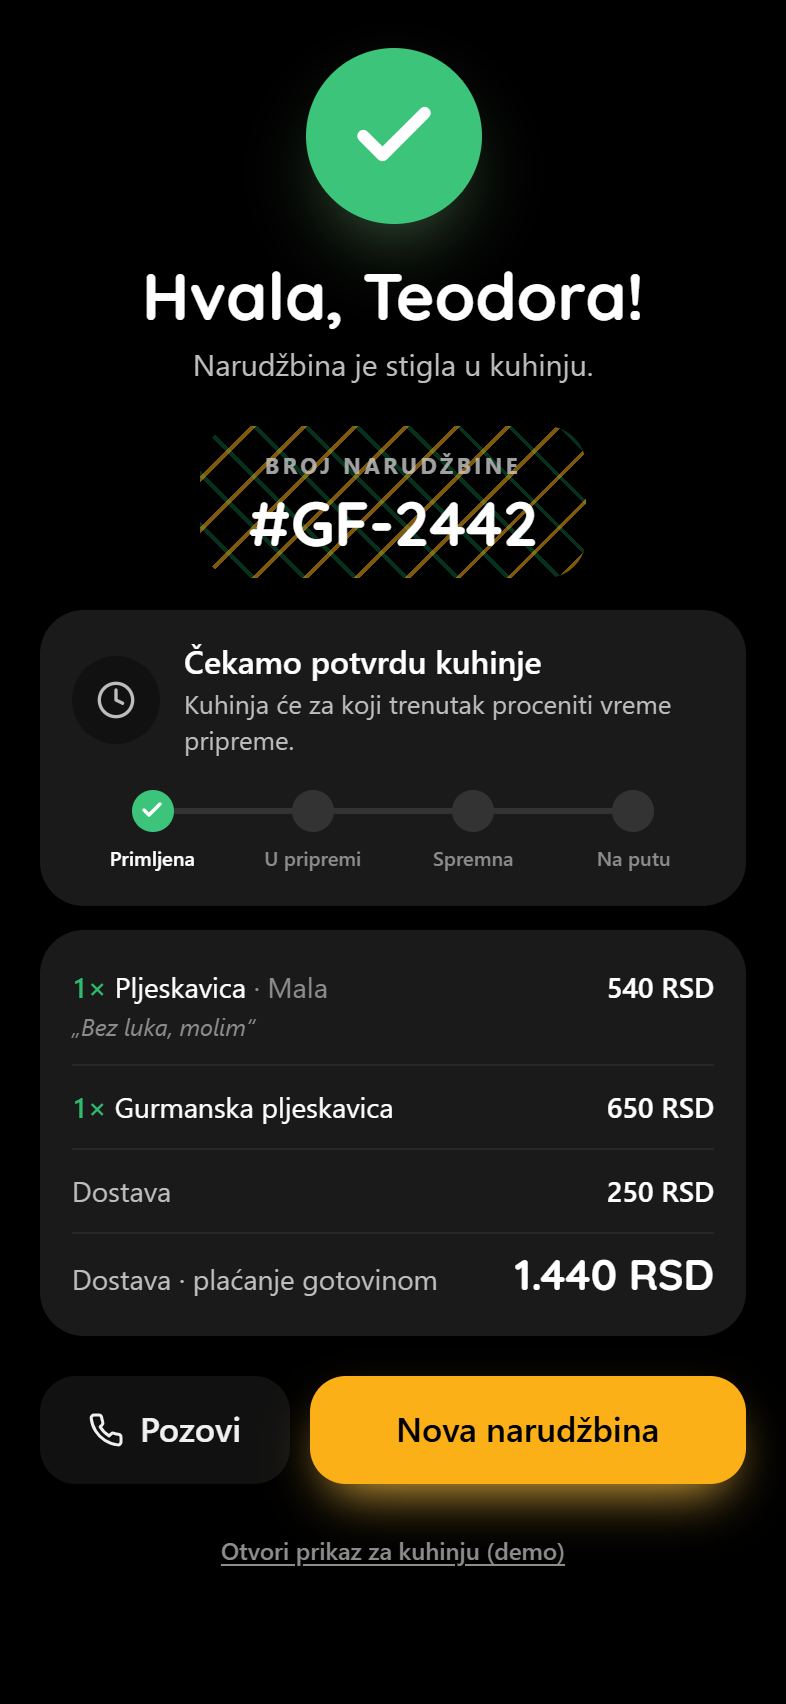 Hvala, Teodora!
Narudžbina je stigla u kuhinju.
BROJ NARUDŽBINE
#GF-2442
Čekamo potvrdu kuhinje
Kuhinja će za koji trenutak proceniti vreme
pripreme.
Primljena U pripremi Spremna Na putu
1× Pljeskavica · Mala 540 RSD
„Bez luka, molim“
1× Gurmanska pljeskavica 650 RSD
Dostava 250 RSD
Dostava · plaćanje gotovinom 1.440 RSD
Pozovi Nova narudžbina
Otvori prikaz za kuhinju (demo)